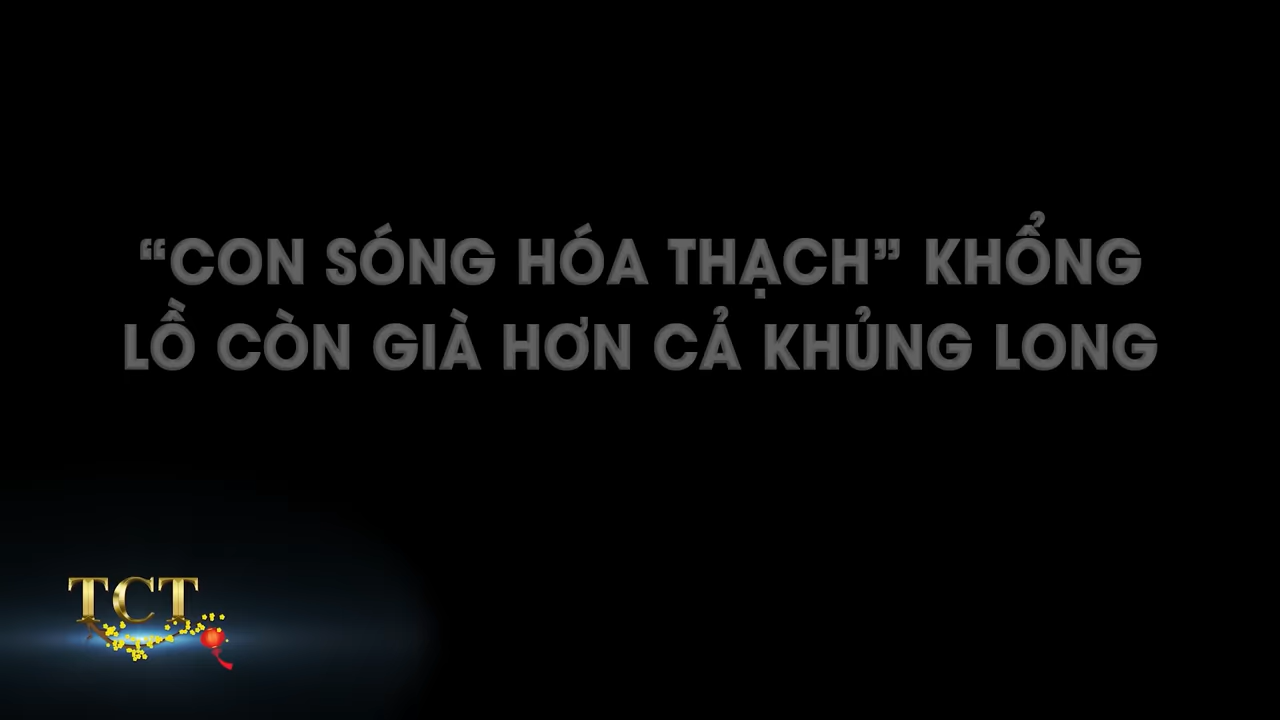 “CON SÓNG HÓA THẠCH” KHỔNG
LỒ CÒN GIÀ HƠN CẢ KHỦNG LONG
TCT